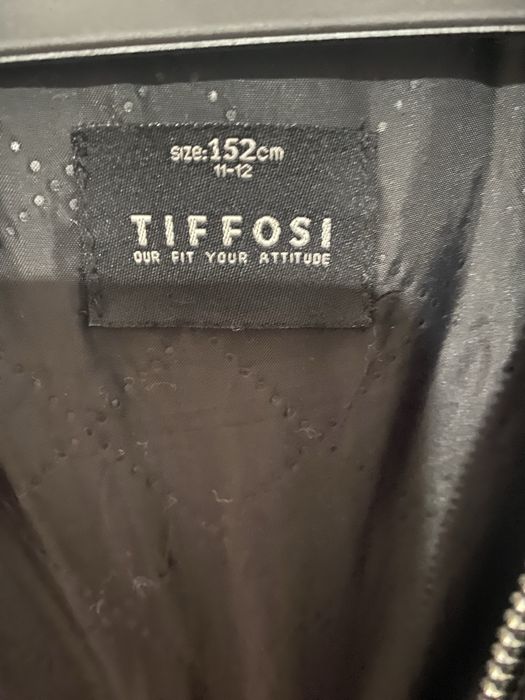 size:152cm
11-12
TIFFOSI
OUR FIT YOUR ATTITUDE